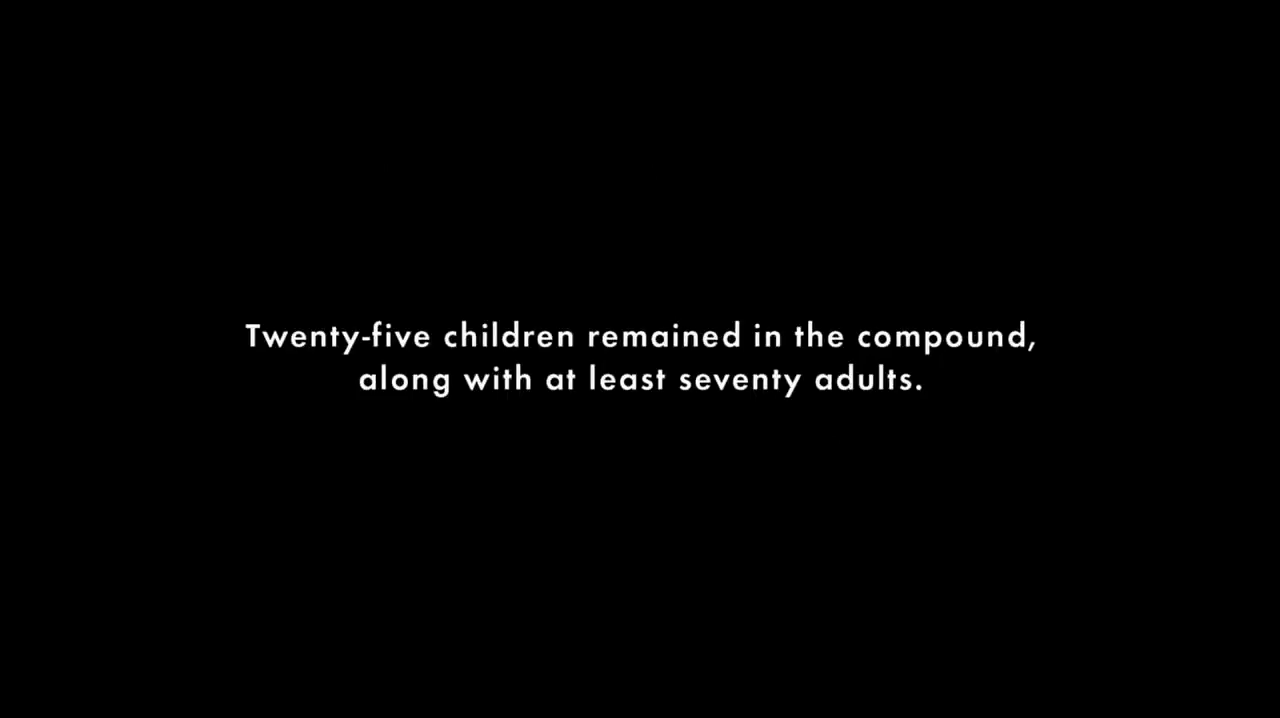 Twenty-five children remained in the compound,
along with at least seventy adults.